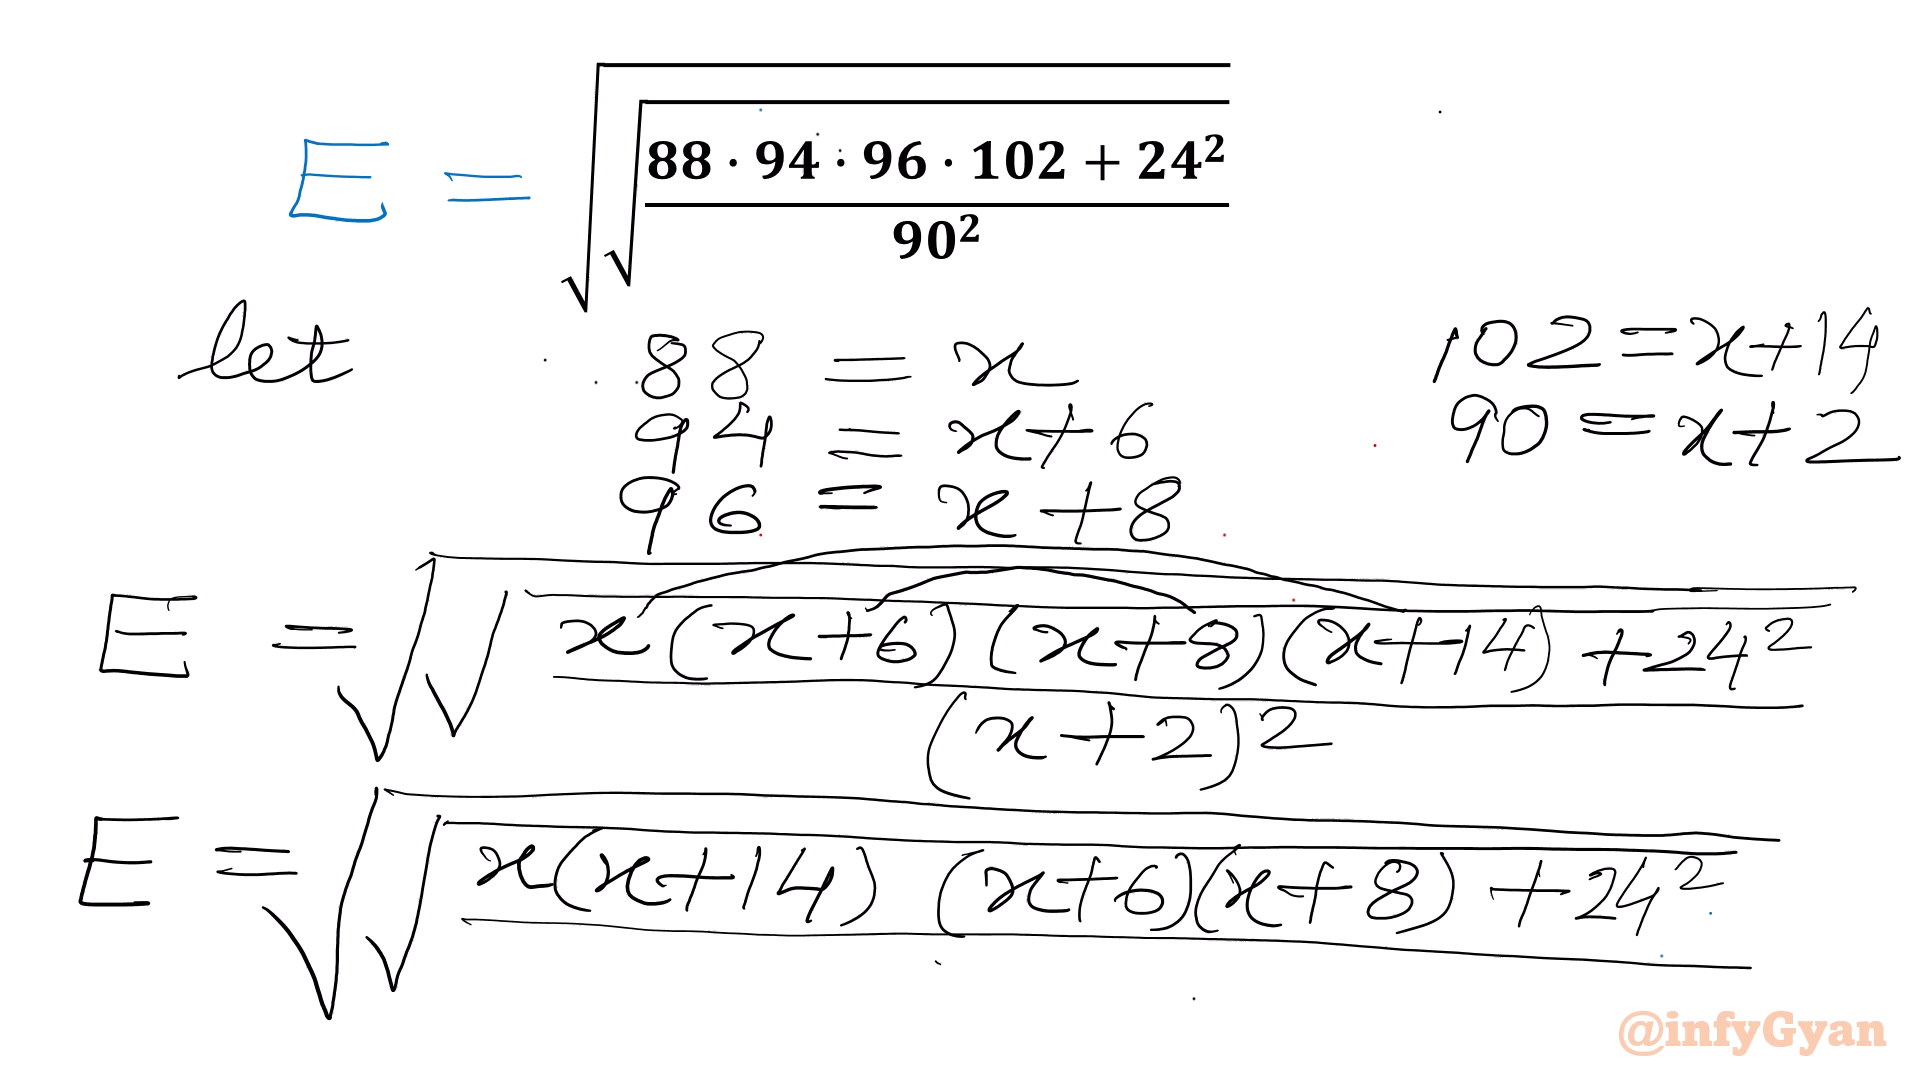 E = √√((88 · 94 · 96 · 102 + 24²)/90²)
let 88 = x 102 = x+14
94 = x+6 90 = x+2
96 = x+8
E = √√((x(x+6)(x+8)(x+14) + 24²)/(x+2)²)
E = √√(x(x+14) (x+6)(x+8) + 24²
@infyGyan